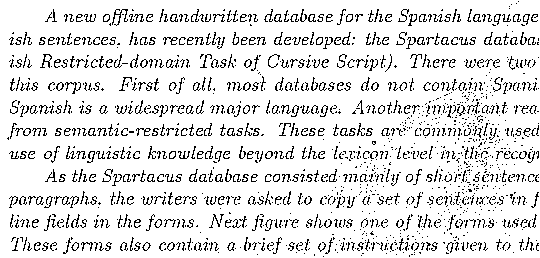 A new offline handwritten database for the Spanish language
ish sentences, has recently been developed: the Spartacus databas
ish Restricted-domain Task of Cursive Script). There were two
this corpus. First of all, most databases do not contain Spani
Spanish is a widespread major language. Another important rea
from semantic-restricted tasks. These tasks are commonly used
use of linguistic knowledge beyond the lexicon level in the recogn
As the Spartacus database consisted mainly of short sentence
paragraphs, the writers were asked to copy a set of sentences in f
line fields in the forms. Next figure shows one of the forms used
These forms also contain a brief set of instructions given to the